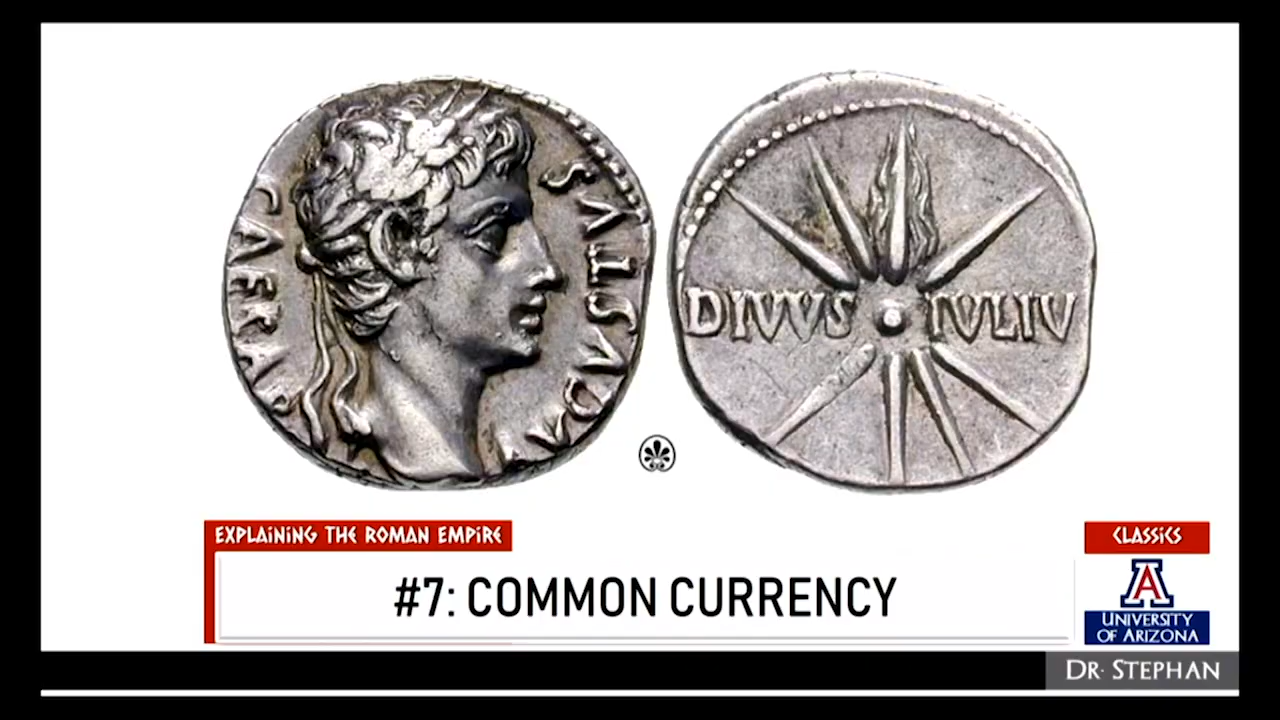 CAESAR
AVGVSTVS
DIVVS IVLIV
EXPLAINING THE ROMAN EMPIRE
#7: COMMON CURRENCY
CLASSICS
A
UNIVERSITY
OF ARIZONA
DR. STEPHAN